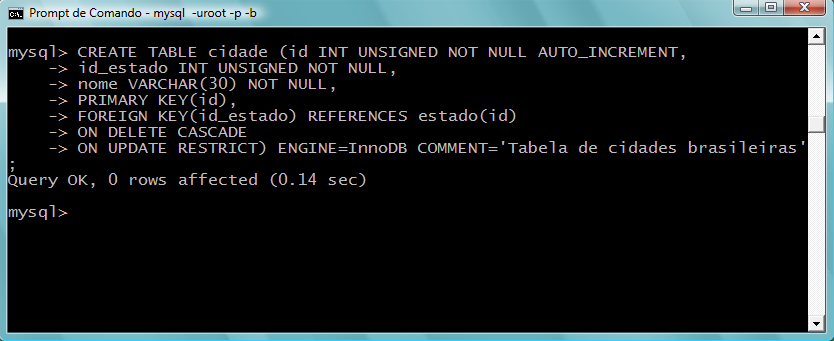 Prompt de Comando - mysql  -uroot -p -b
mysql> CREATE TABLE cidade (id INT UNSIGNED NOT NULL AUTO_INCREMENT,
    -> id_estado INT UNSIGNED NOT NULL,
    -> nome VARCHAR(30) NOT NULL,
    -> PRIMARY KEY(id),
    -> FOREIGN KEY(id_estado) REFERENCES estado(id)
    -> ON DELETE CASCADE
    -> ON UPDATE RESTRICT) ENGINE=InnoDB COMMENT='Tabela de cidades brasileiras'
;
Query OK, 0 rows affected (0.14 sec)
mysql>